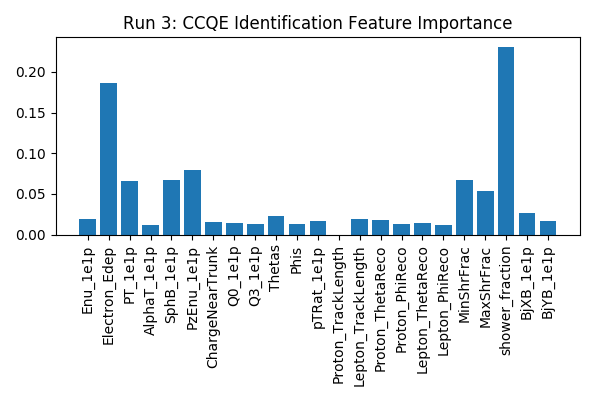 Run 3: CCQE Identification Feature Importance
0.20
0.15
0.10
0.05
0.00
Enu_1e1p
Electron_Edep
PT_1e1p
AlphaT_1e1p
SphB_1e1p
PzEnu_1e1p
ChargeNearTrunk
Q0_1e1p
Q3_1e1p
Thetas
Phis
pTRat_1e1p
Proton_TrackLength
Lepton_TrackLength
Proton_ThetaReco
Proton_PhiReco
Lepton_ThetaReco
Lepton_PhiReco
MinShrFrac
MaxShrFrac
shower_fraction
BjXB_1e1p
BjYB_1e1p